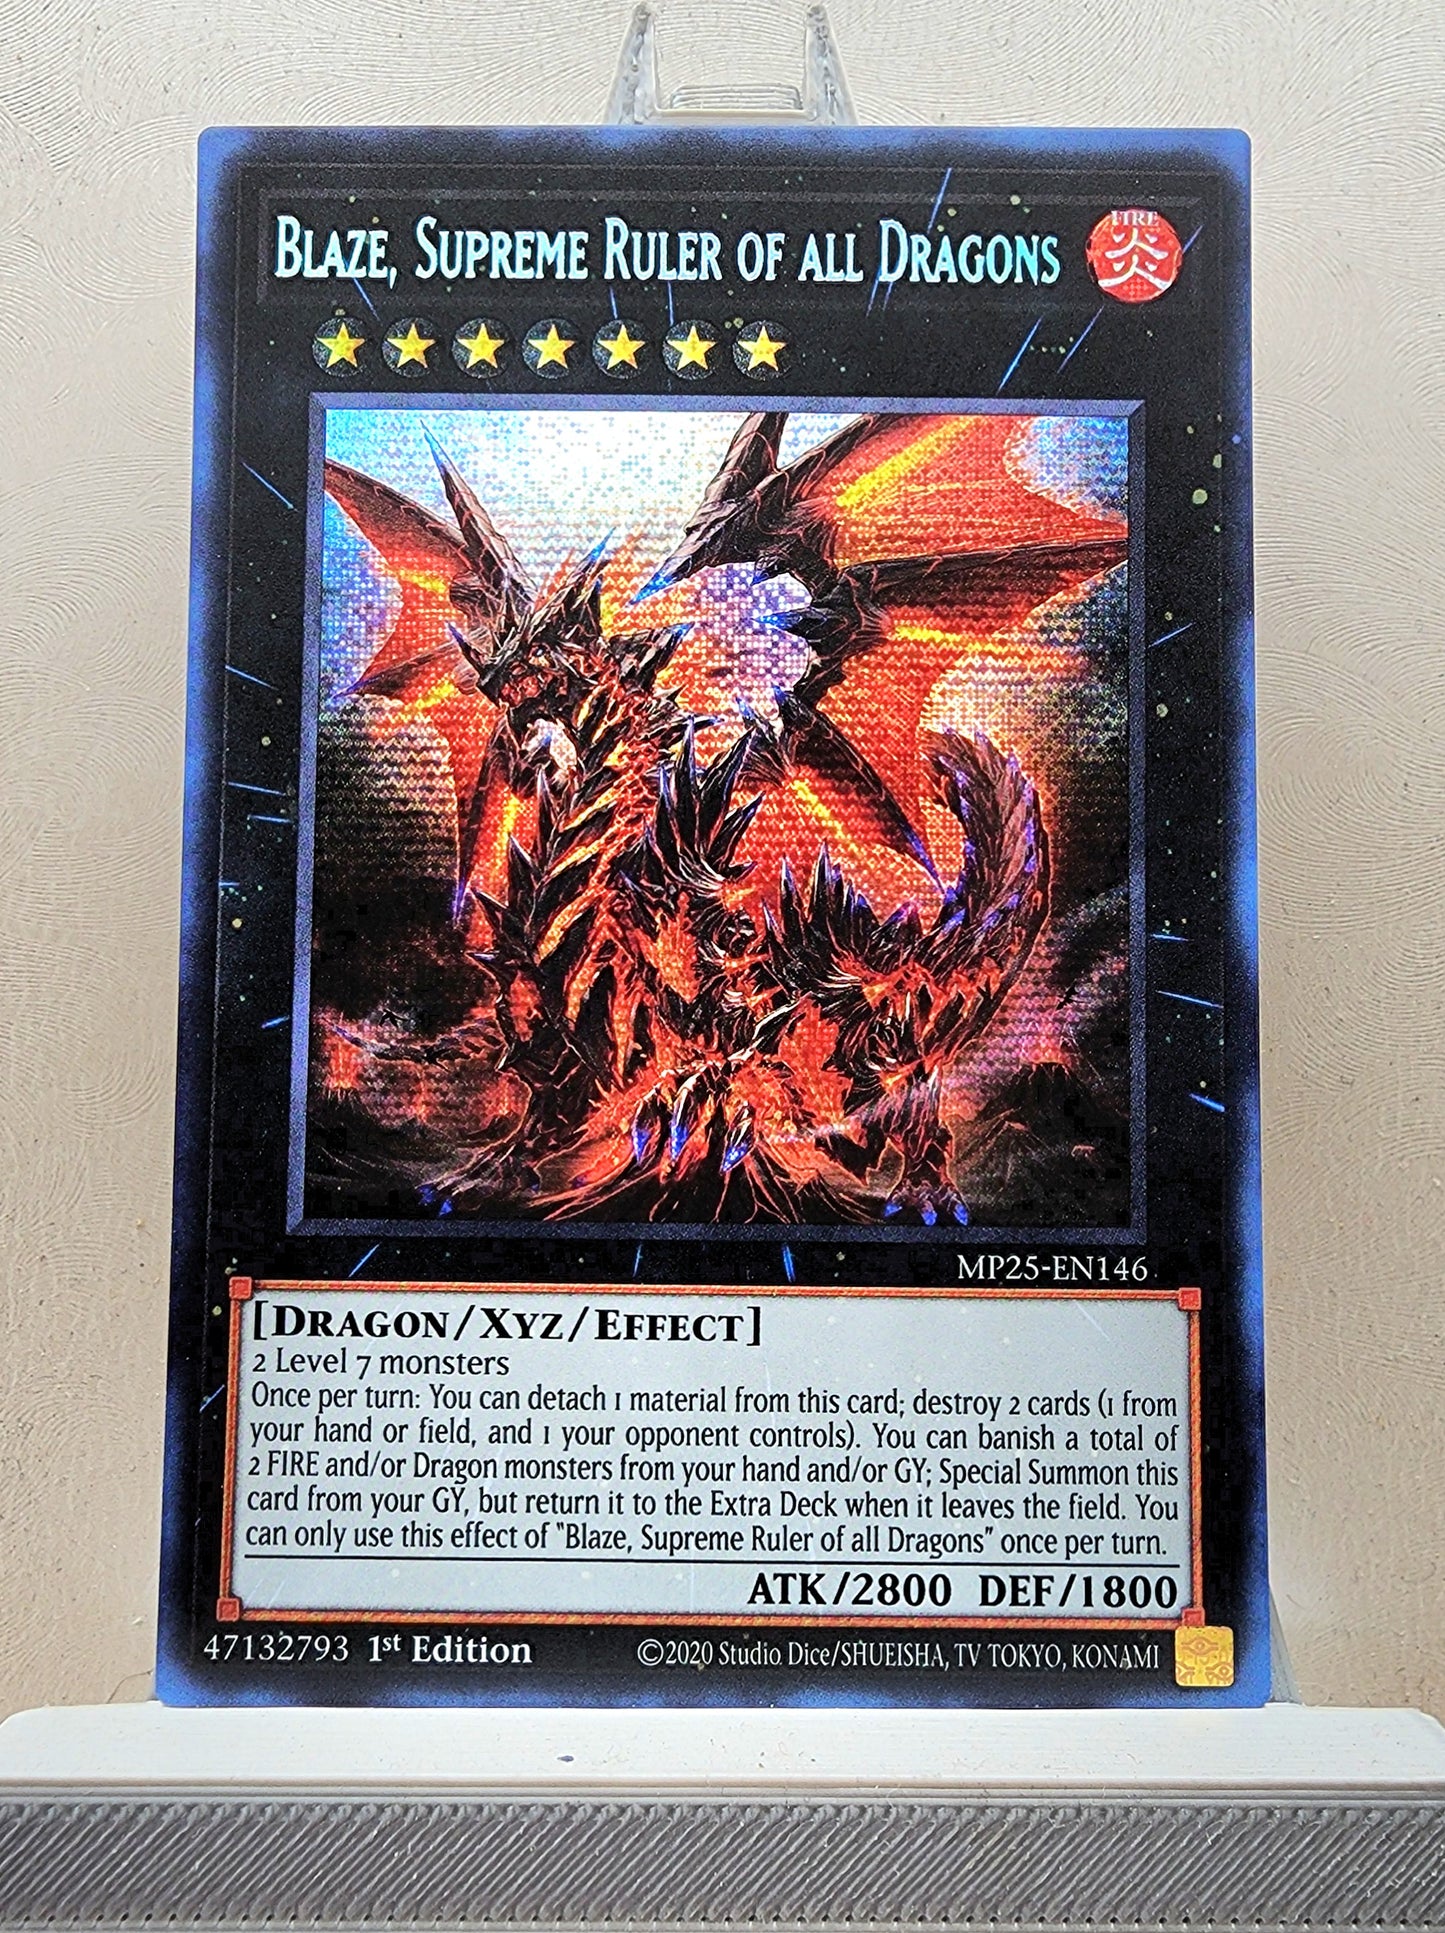 BLAZE, SUPREME RULER OF ALL DRAGONS
FIRE
炎
MP25-EN146
[DRAGON/XYZ/EFFECT]
2 Level 7 monsters
Once per turn: You can detach 1 material from this card; destroy 2 cards (1 from
your hand or field, and 1 your opponent controls). You can banish a total of
2 FIRE and/or Dragon monsters from your hand and/or GY; Special Summon this
card from your GY, but return it to the Extra Deck when it leaves the field. You
can only use this effect of "Blaze, Supreme Ruler of all Dragons" once per turn.
ATK/2800 DEF/1800
47132793 1st Edition
©2020 Studio Dice/SHUEISHA, TV TOKYO, KONAMI